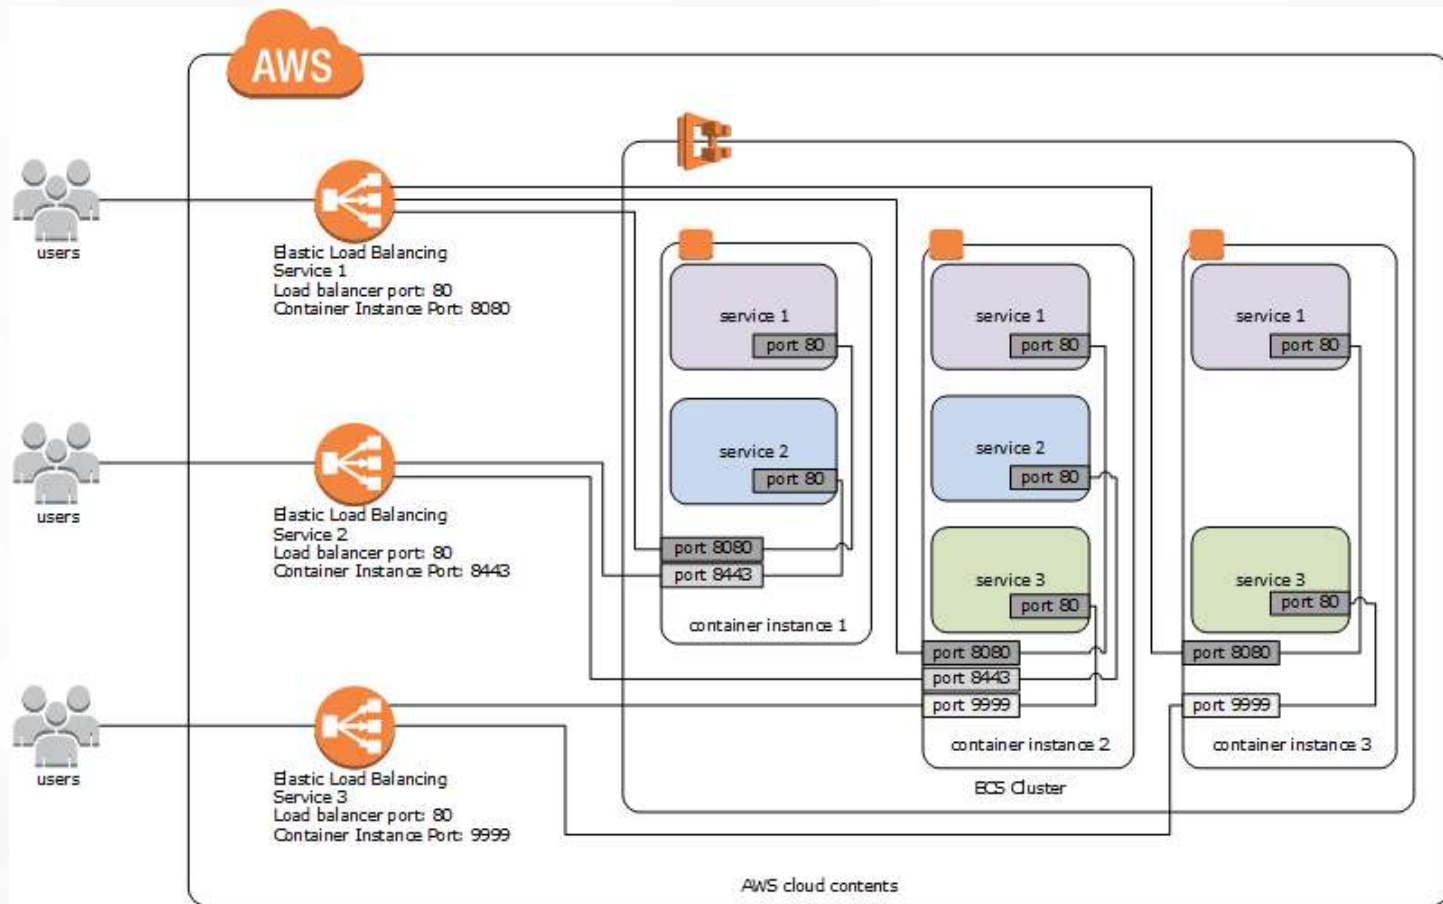 AWS
users
Elastic Load Balancing
Service 1
Load balancer port: 80
Container Instance Port: 8080
service 1
port 80
service 2
port 80
port 8080
port 8443
container instance 1
service 1
port 80
service 2
port 80
service 3
port 80
port 8080
port 8443
port 9999
container instance 2
service 1
port 80
service 3
port 80
port 8080
port 9999
container instance 3
users
Elastic Load Balancing
Service 2
Load balancer port: 80
Container Instance Port: 8443
users
Elastic Load Balancing
Service 3
Load balancer port: 80
Container Instance Port: 9999
ECS Cluster
AWS cloud contents